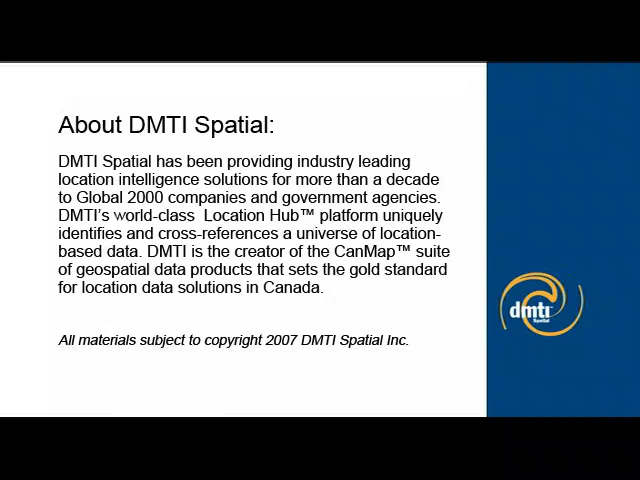 About DMTI Spatial:
DMTI Spatial has been providing industry leading
location intelligence solutions for more than a decade
to Global 2000 companies and government agencies.
DMTI's world-class  Location Hub™ platform uniquely
identifies and cross-references a universe of location-
based data. DMTI is the creator of the CanMap™ suite
of geospatial data products that sets the gold standard
for location data solutions in Canada.
All materials subject to copyright 2007 DMTI Spatial Inc.
dmti
Spatial